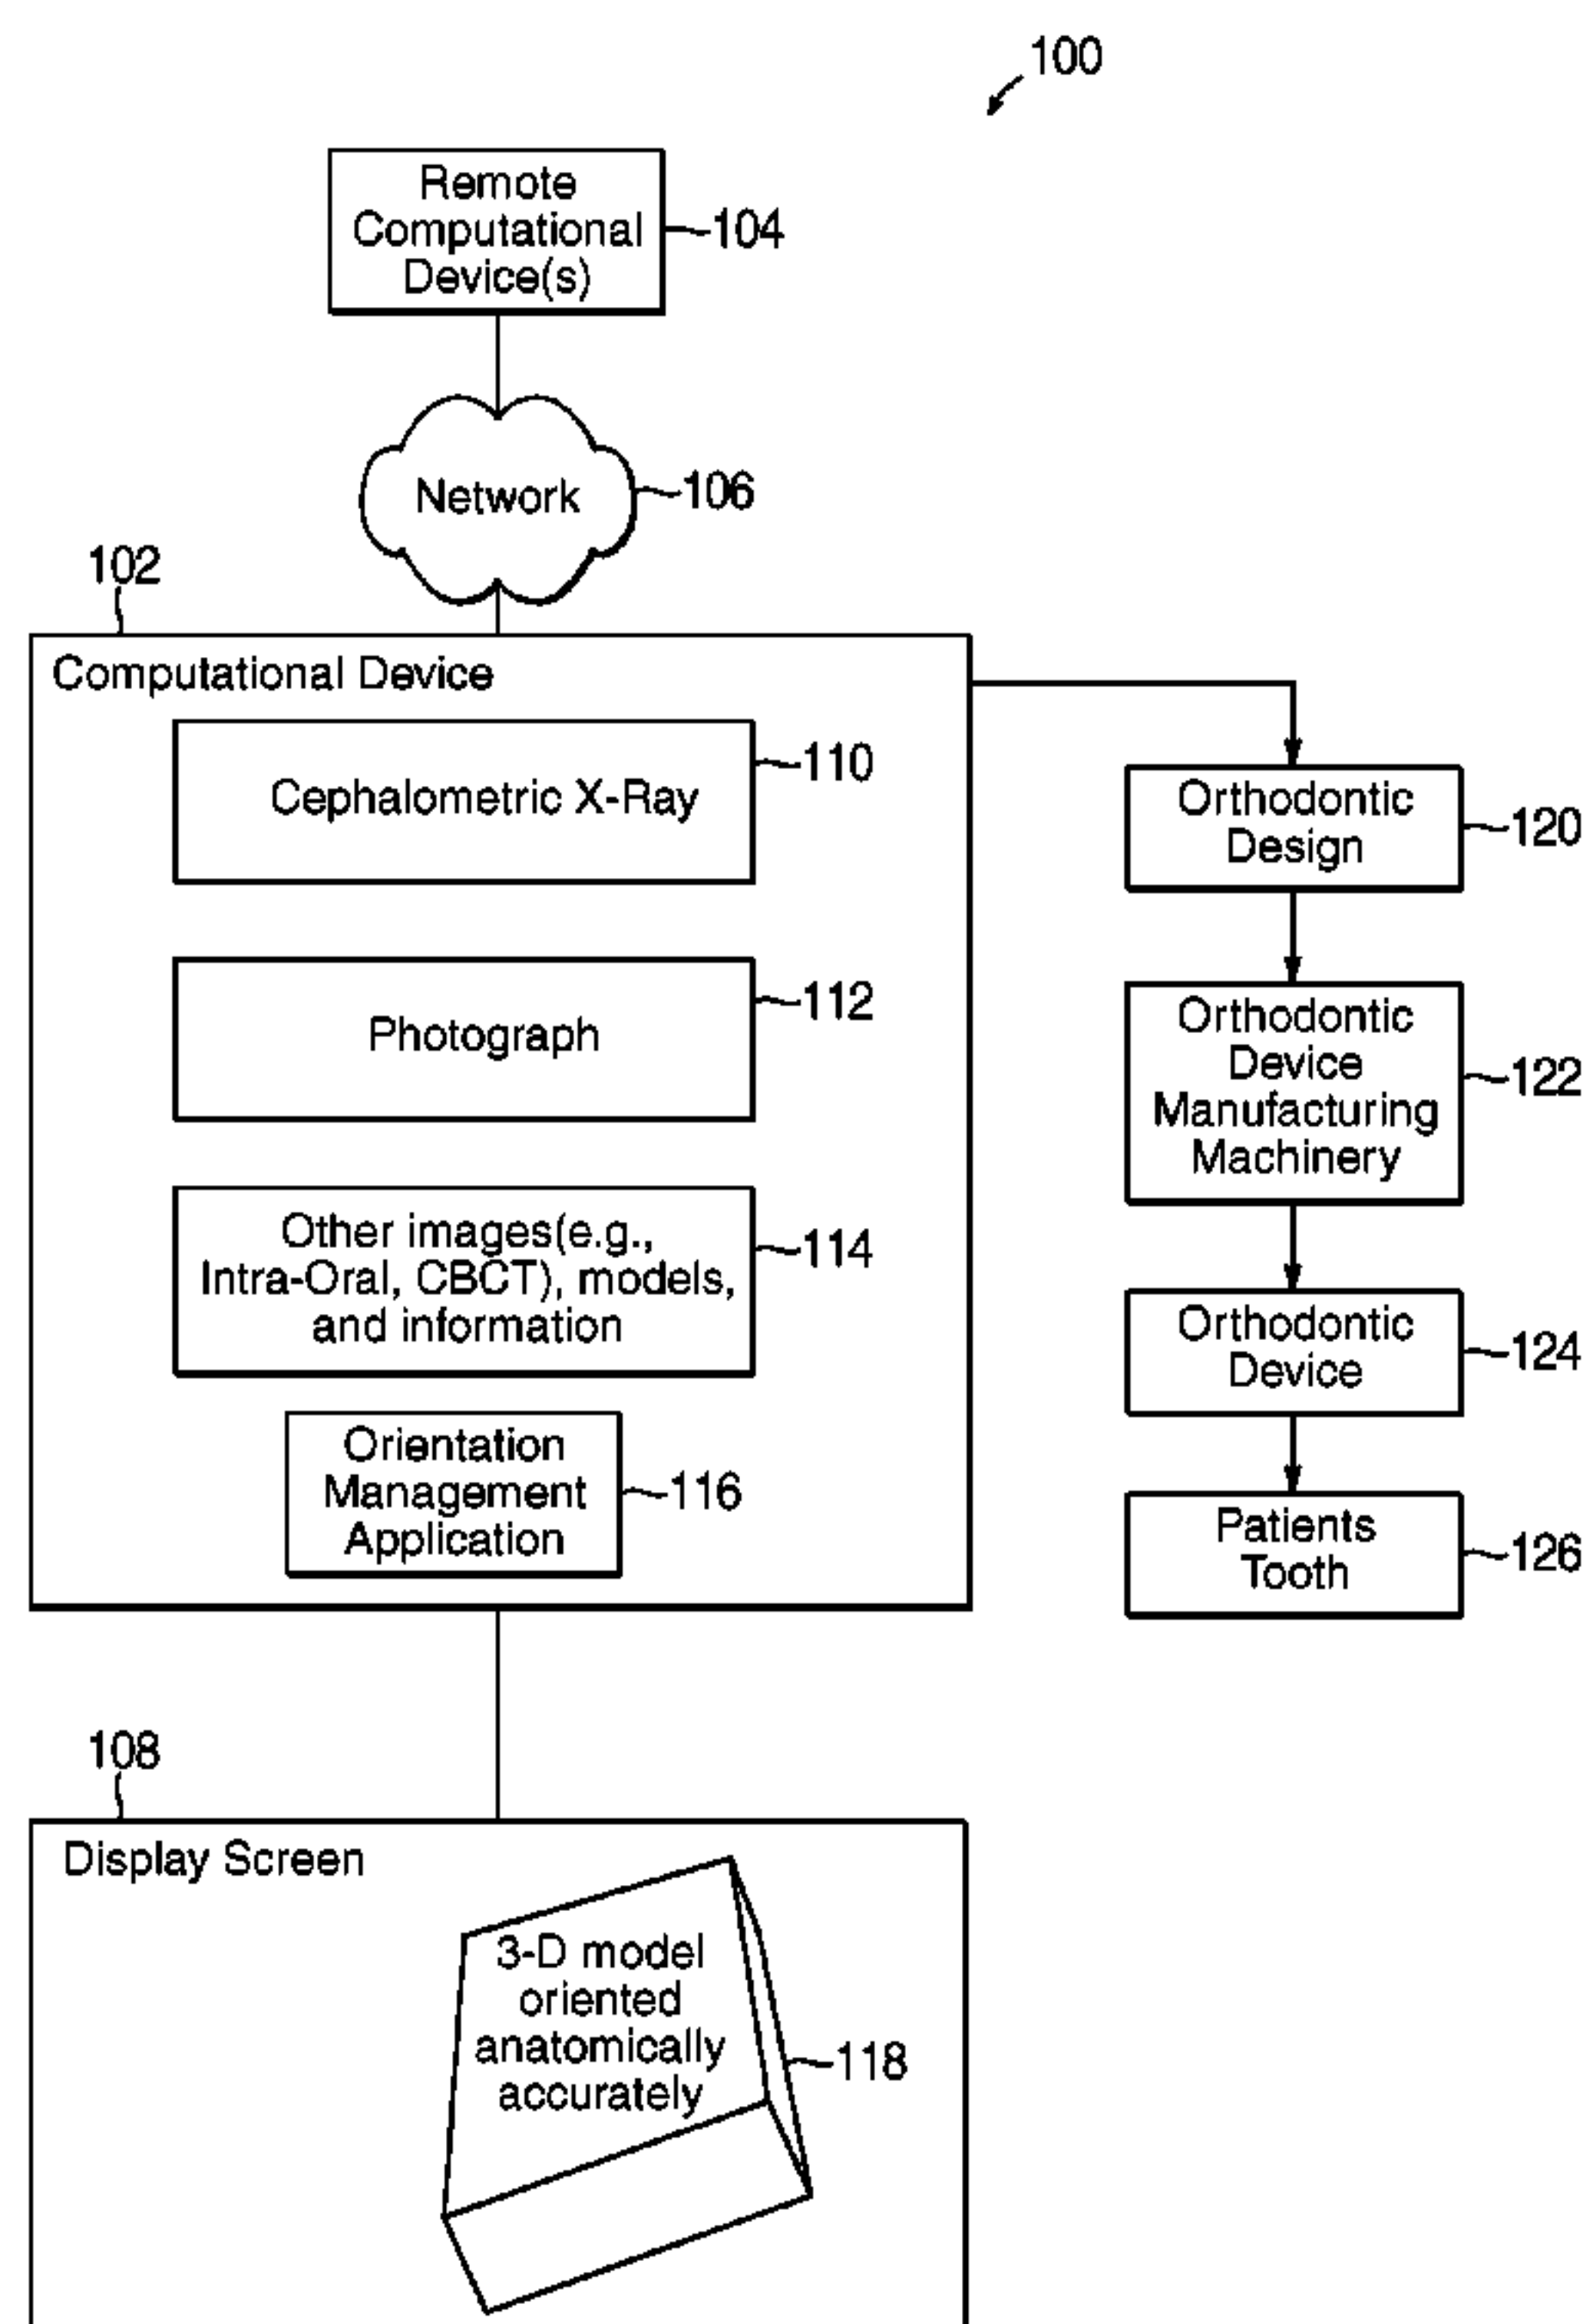 100
Remote
Computational
Device(s)
104
Network
106
102
Computational Device
Cephalometric X-Ray
110
Photograph
112
Other images(e.g.,
Intra-Oral, CBCT), models,
and information
114
Orientation
Management
Application
116
Orthodontic
Design
120
Orthodontic
Device
Manufacturing
Machinery
122
Orthodontic
Device
124
Patients
Tooth
126
108
Display Screen
3-D model
oriented
anatomically
accurately
118